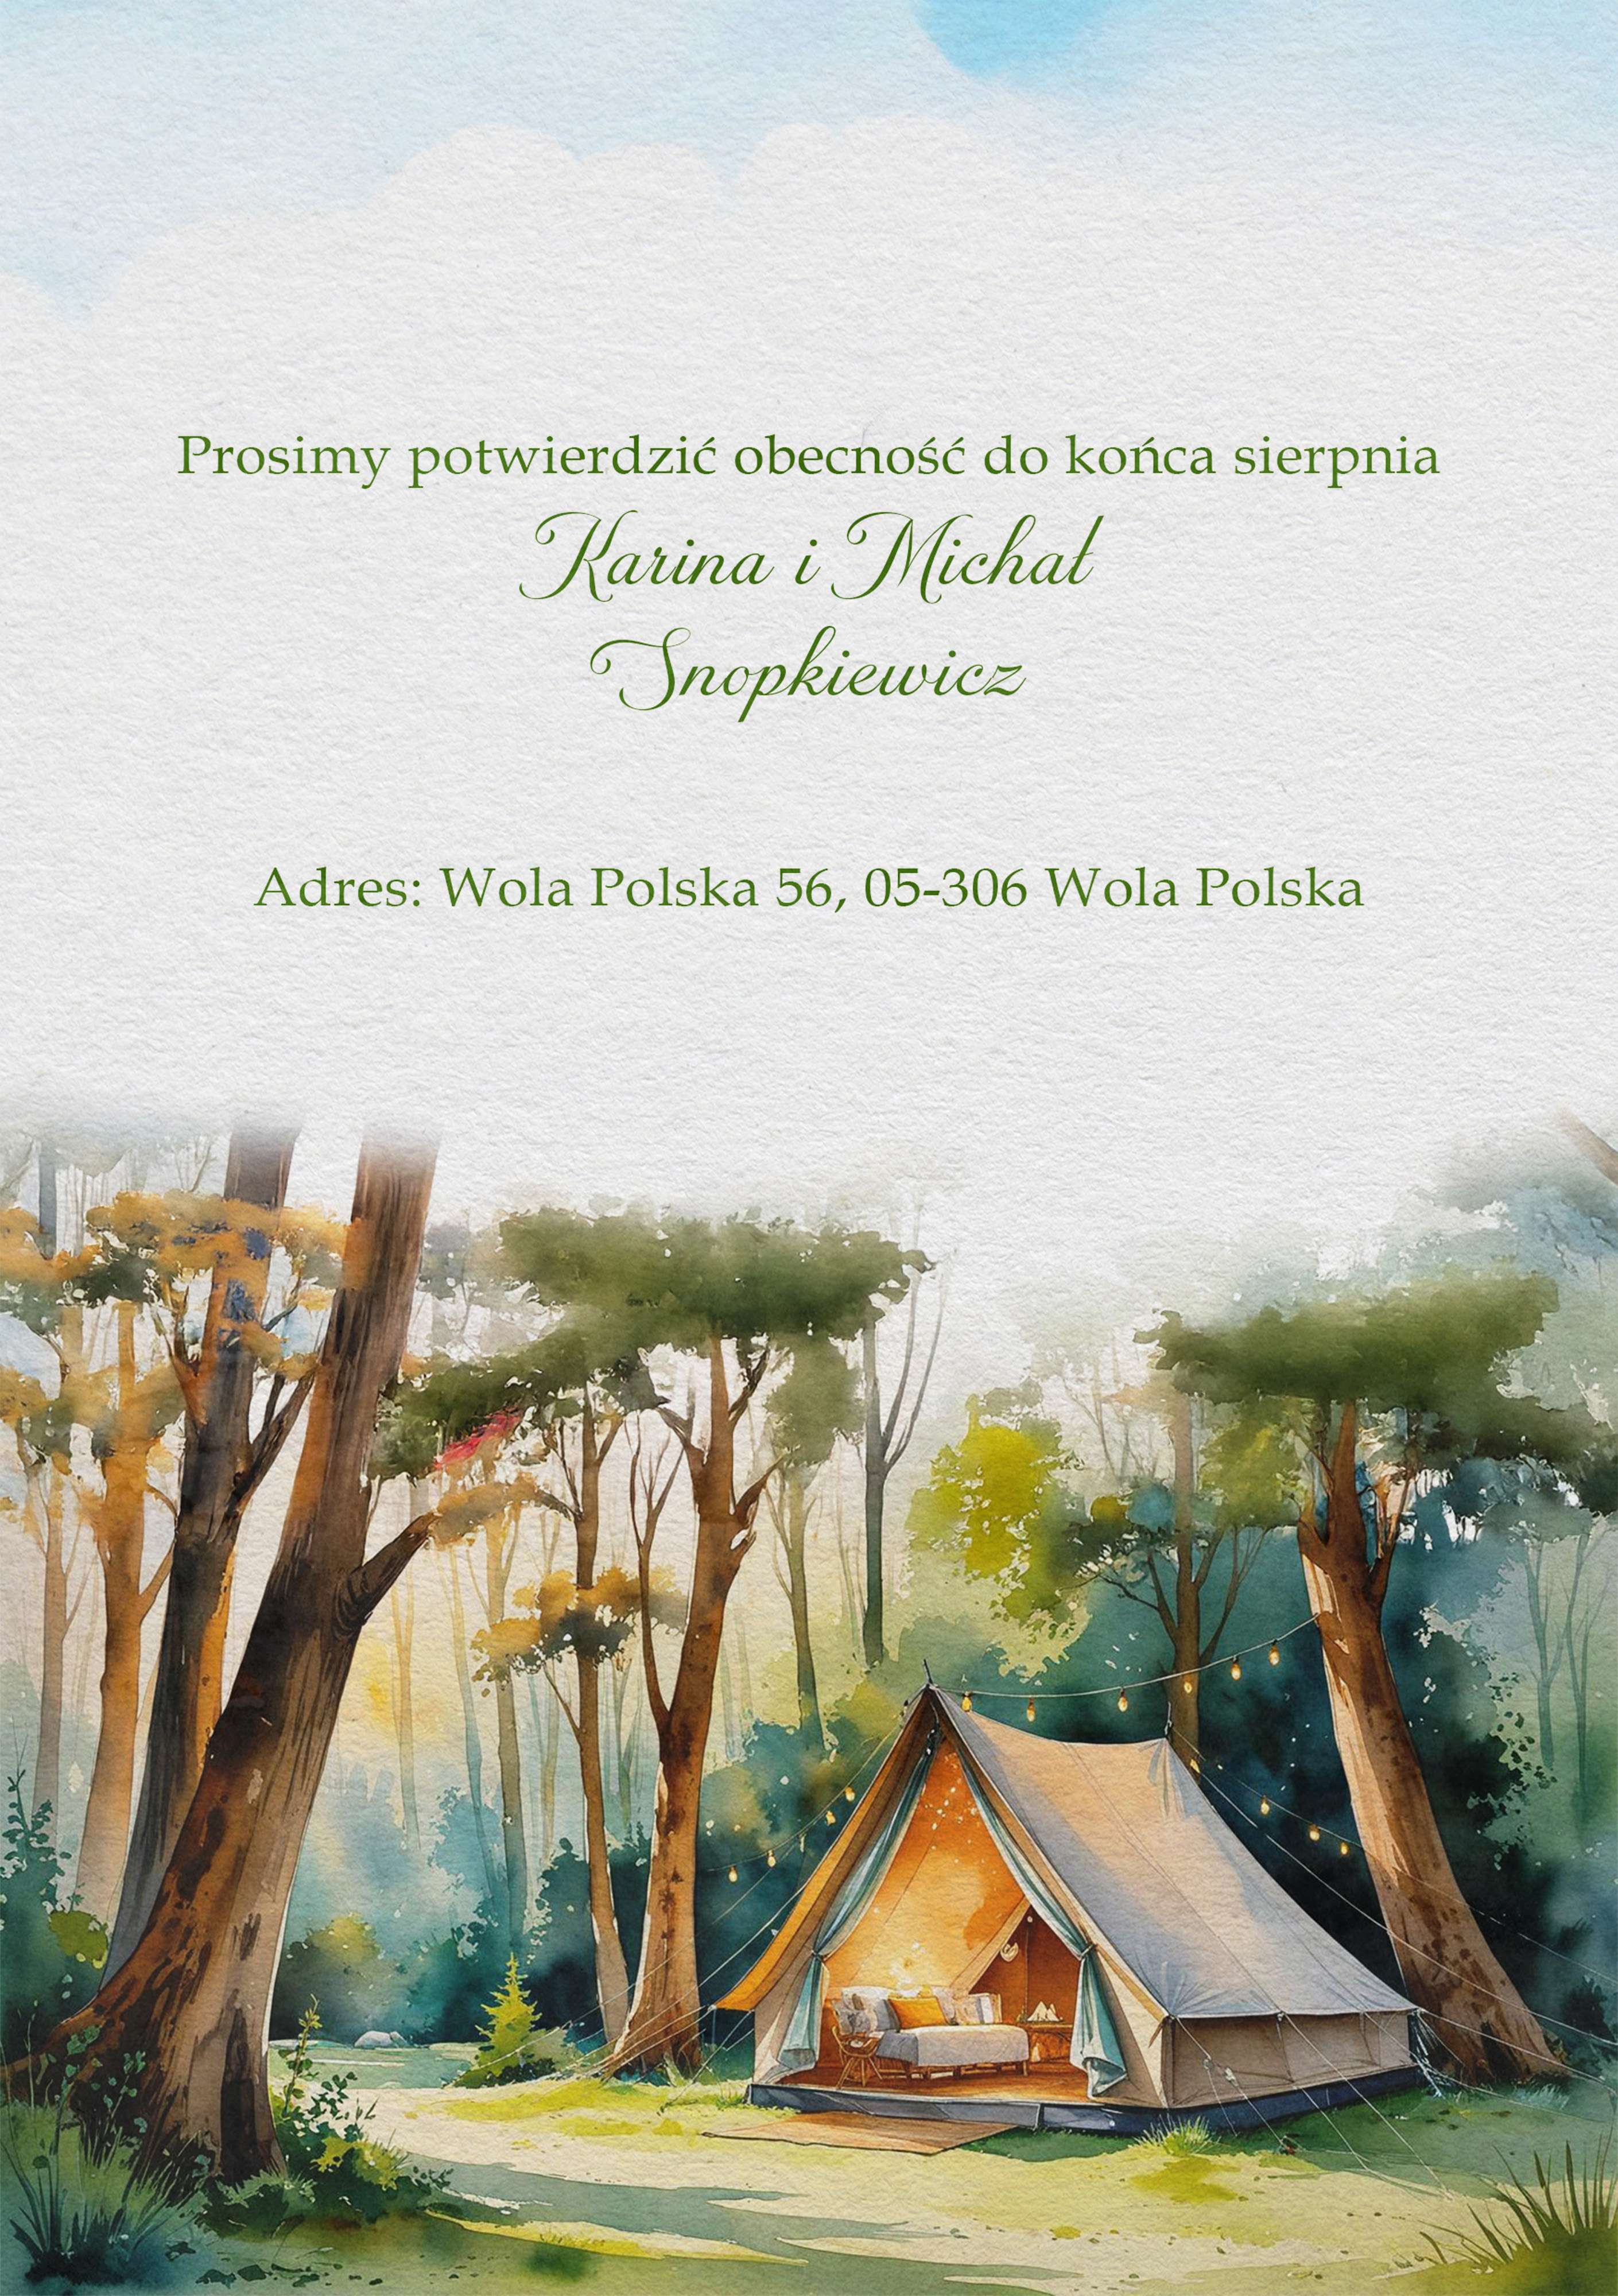 Prosimy potwierdzić obecność do końca sierpnia
Karina i Michał
Snopkiewicz
Adres: Wola Polska 56, 05-306 Wola Polska